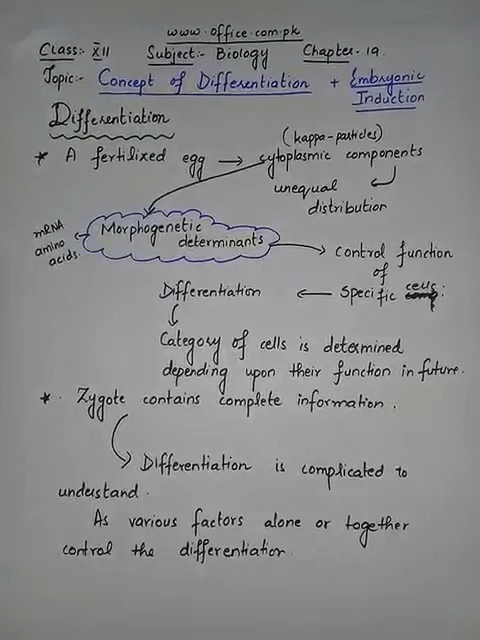 www.office.com.pk
Class:- XII Subject:- Biology Chapter- 19.
Topic:- Concept of Differentiation + Embryonic
Induction
Differentiation
(kappa-particles)
* A fertilized egg → cytoplasmic components
unequal
distribution
mRNA
amino
acids.
Morphogenetic
determinants
control function
of
Differentiation ← specific cells:
Category of cells is determined
depending upon their function in future.
* . Zygote contains complete information .
Differentiation is complicated to
understand .
As various factors alone or together
control the differentiation.